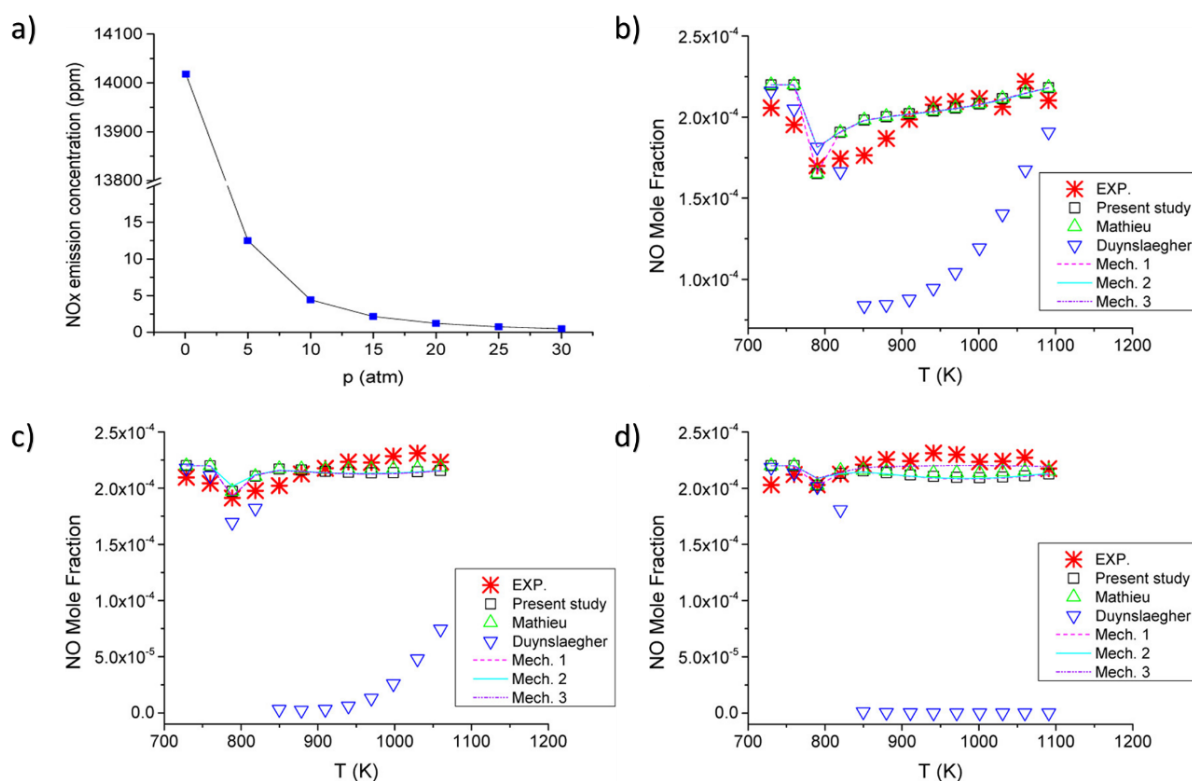 a)
NOx emission concentration (ppm)
14100
14000
13900
13800
15
10
5
0
0 5 10 15 20 25 30
p (atm)
b)
NO Mole Fraction
2.5x10⁻⁴
2.0x10⁻⁴
1.5x10⁻⁴
1.0x10⁻⁴
700 800 900 1000 1100 1200
T (K)
EXP.
Present study
Mathieu
Duynslaegher
Mech. 1
Mech. 2
Mech. 3
c)
NO Mole Fraction
2.5x10⁻⁴
2.0x10⁻⁴
1.5x10⁻⁴
1.0x10⁻⁴
5.0x10⁻⁵
0.0
700 800 900 1000 1100 1200
T (K)
EXP.
Present study
Mathieu
Duynslaegher
Mech. 1
Mech. 2
Mech. 3
d)
NO Mole Fraction
2.5x10⁻⁴
2.0x10⁻⁴
1.5x10⁻⁴
1.0x10⁻⁴
5.0x10⁻⁵
0.0
700 800 900 1000 1100 1200
T (K)
EXP.
Present study
Mathieu
Duynslaegher
Mech. 1
Mech. 2
Mech. 3